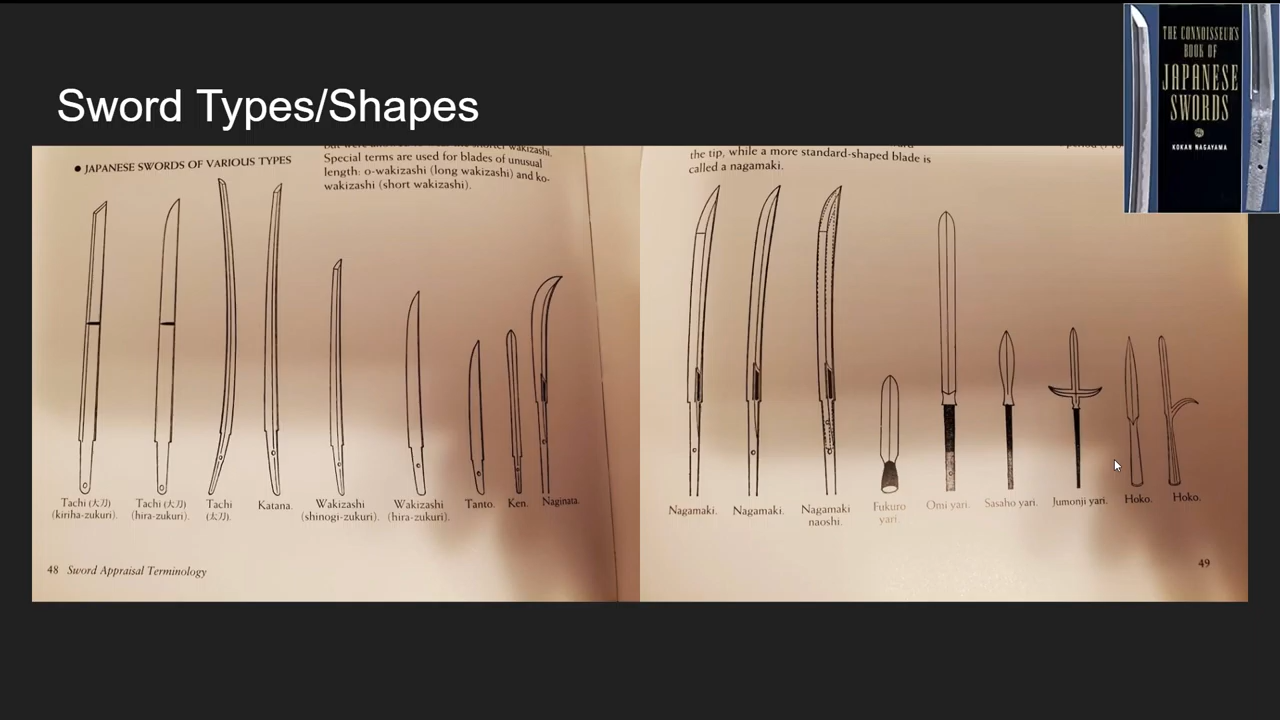 Sword Types/Shapes
THE CONNOISSEUR'S
BOOK OF
JAPANESE
SWORDS
KOKAN NAGAYAMA
● JAPANESE SWORDS OF VARIOUS TYPES
wakizashi.
Special terms are used for blades of unusual
length: o-wakizashi (long wakizashi) and ko-
wakizashi (short wakizashi).
Tachi (大刀)
(kiriha-zukuri).
Tachi (大刀)
(hira-zukuri).
Tachi
(太刀).
Katana.
Wakizashi
(shinogi-zukuri).
Wakizashi
(hira-zukuri).
Tanto.
Ken.
Naginata.
48 Sword Appraisal Terminology
the tip, while a more standard-shaped blade is
called a nagamaki.
Nagamaki.
Nagamaki.
Nagamaki
naoshi.
Fukuro
yari.
Omi yari.
Sasaho yari.
Jumonji yari.
Hoko.
Hoko.
49